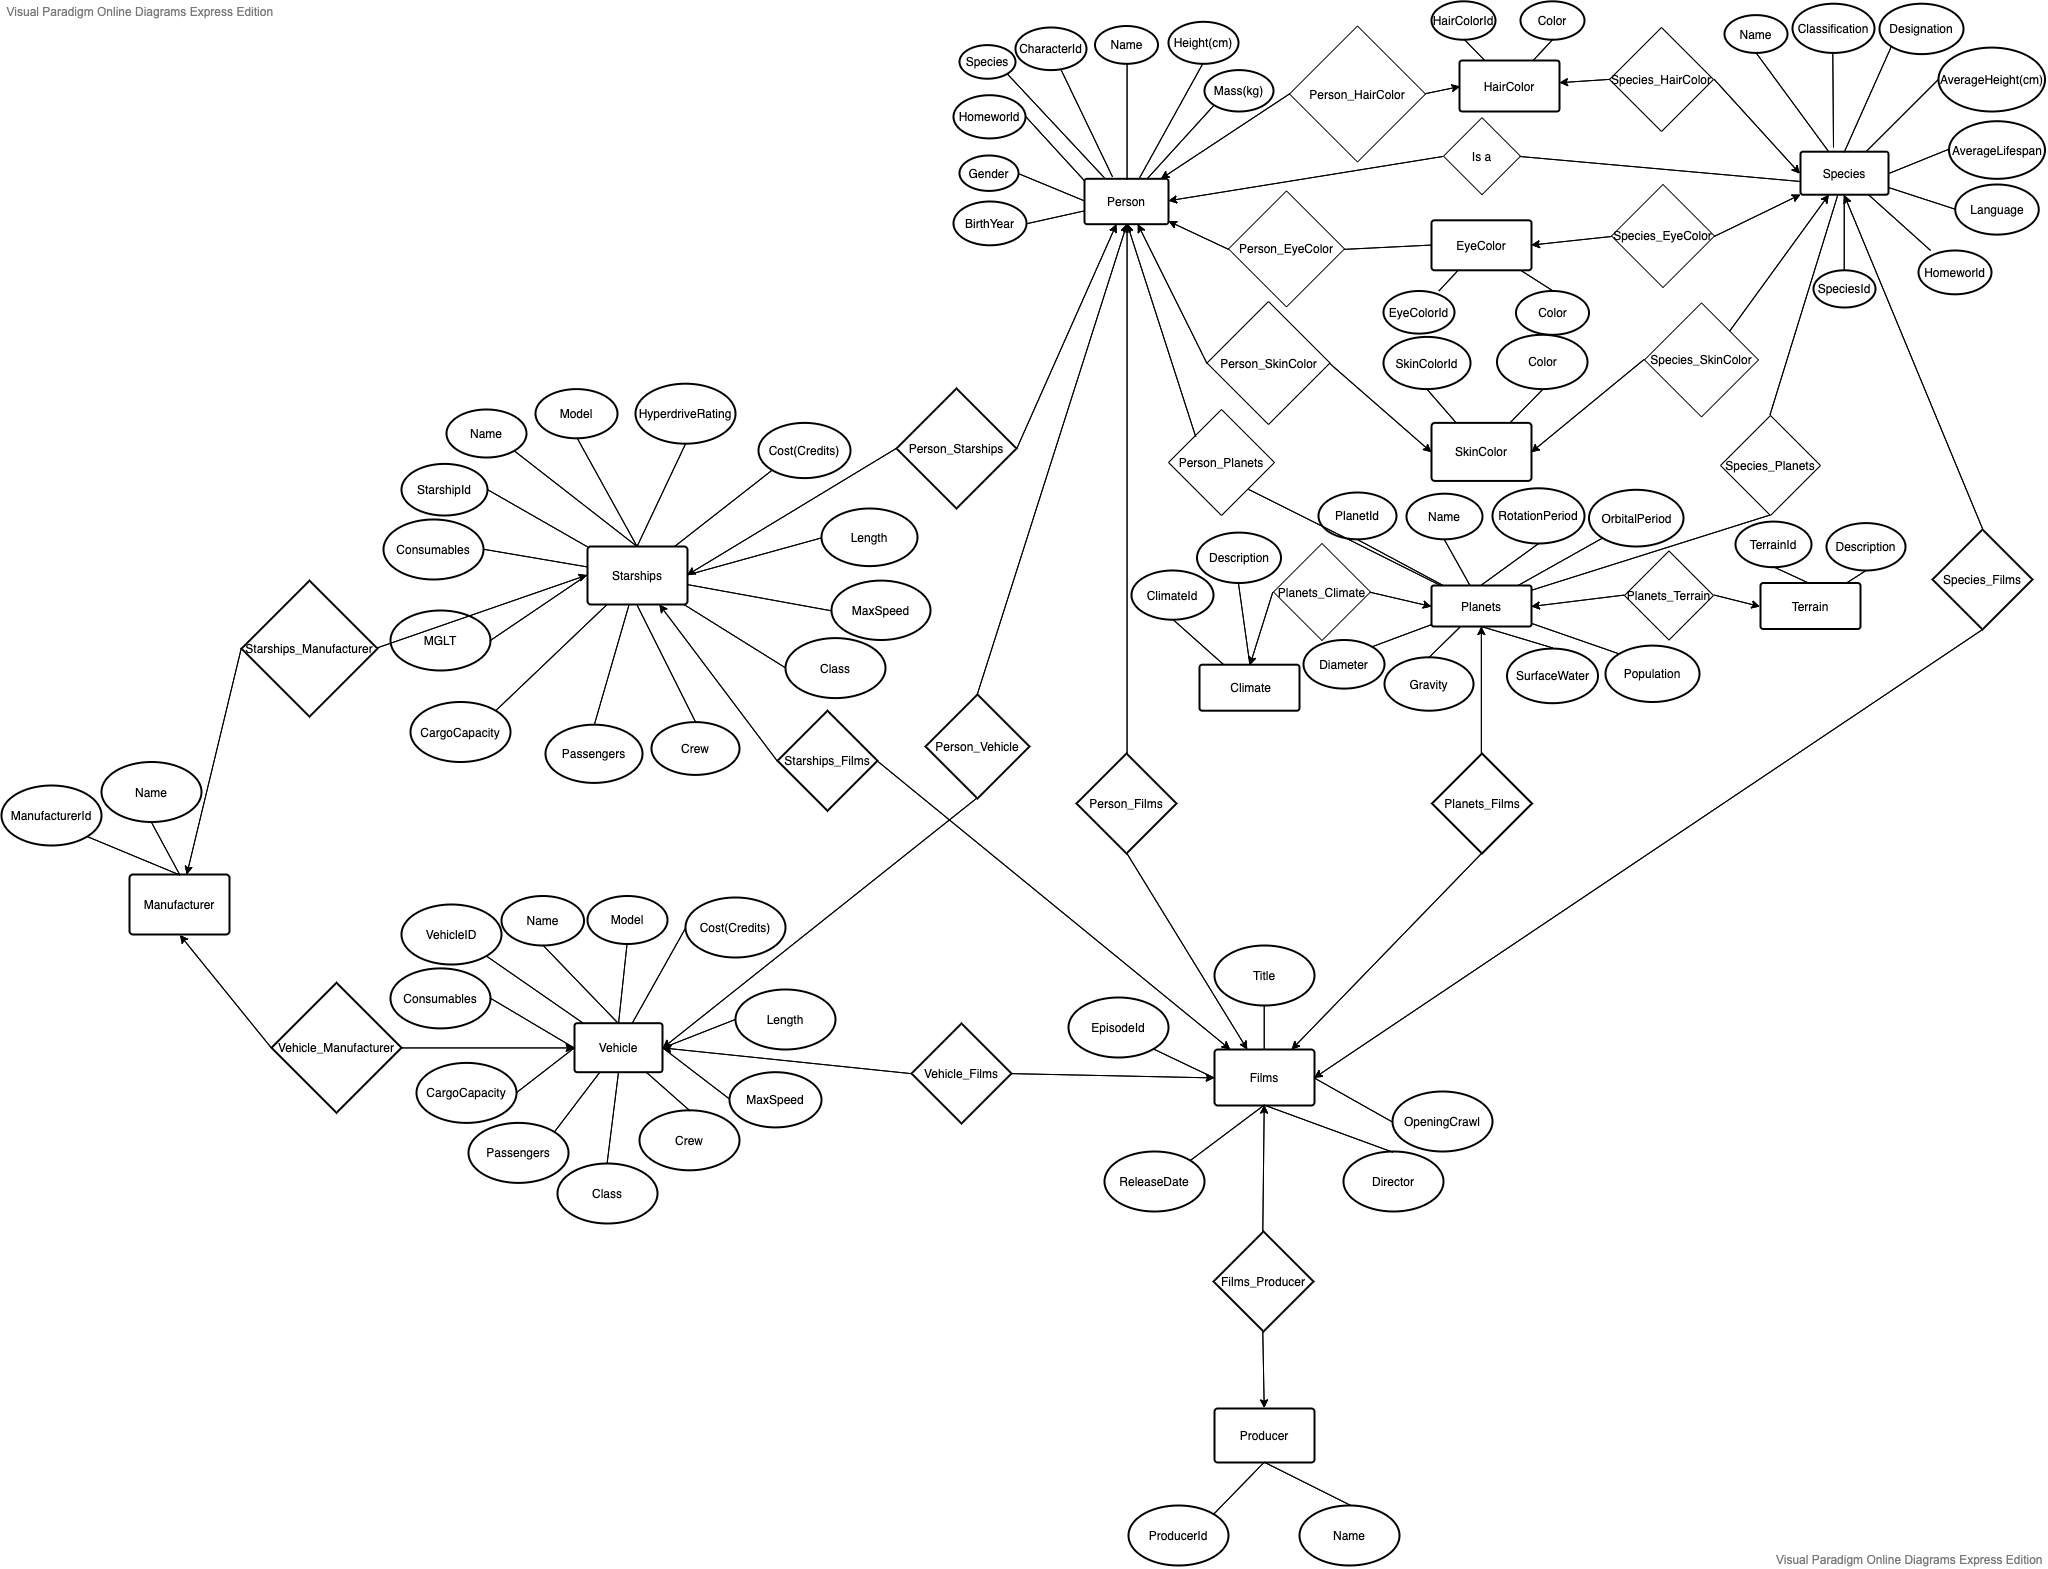 Visual Paradigm Online Diagrams Express Edition
HairColorId
Color
Name
Classification
Designation
Species
CharacterId
Name
Height(cm)
Mass(kg)
Homeworld
Gender
BirthYear
Person
Person_HairColor
HairColor
Species_HairColor
AverageHeight(cm)
AverageLifespan
Language
Homeworld
SpeciesId
Species
Is a
Person_EyeColor
EyeColor
Species_EyeColor
EyeColorId
Color
Person_SkinColor
SkinColorId
Color
Species_SkinColor
SkinColor
Person_Planets
Species_Planets
Name
Model
HyperdriveRating
Cost(Credits)
Person_Starships
StarshipId
Consumables
Starships
Length
MaxSpeed
Class
MGLT
CargoCapacity
Passengers
Crew
Starships_Manufacturer
Starships_Films
Person_Vehicle
PlanetId
Name
RotationPeriod
OrbitalPeriod
Description
ClimateId
Planets_Climate
Planets
Planets_Terrain
TerrainId
Description
Terrain
Species_Films
Climate
Diameter
Gravity
SurfaceWater
Population
Person_Films
Planets_Films
ManufacturerId
Name
Manufacturer
VehicleID
Name
Model
Cost(Credits)
Consumables
Vehicle_Manufacturer
Vehicle
Length
MaxSpeed
CargoCapacity
Passengers
Class
Crew
Vehicle_Films
Title
EpisodeId
Films
OpeningCrawl
ReleaseDate
Director
Films_Producer
Producer
ProducerId
Name
Visual Paradigm Online Diagrams Express Edition